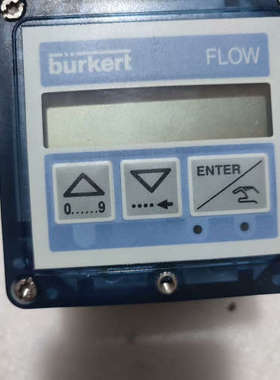 burkert
FLOW
0......9
ENTER